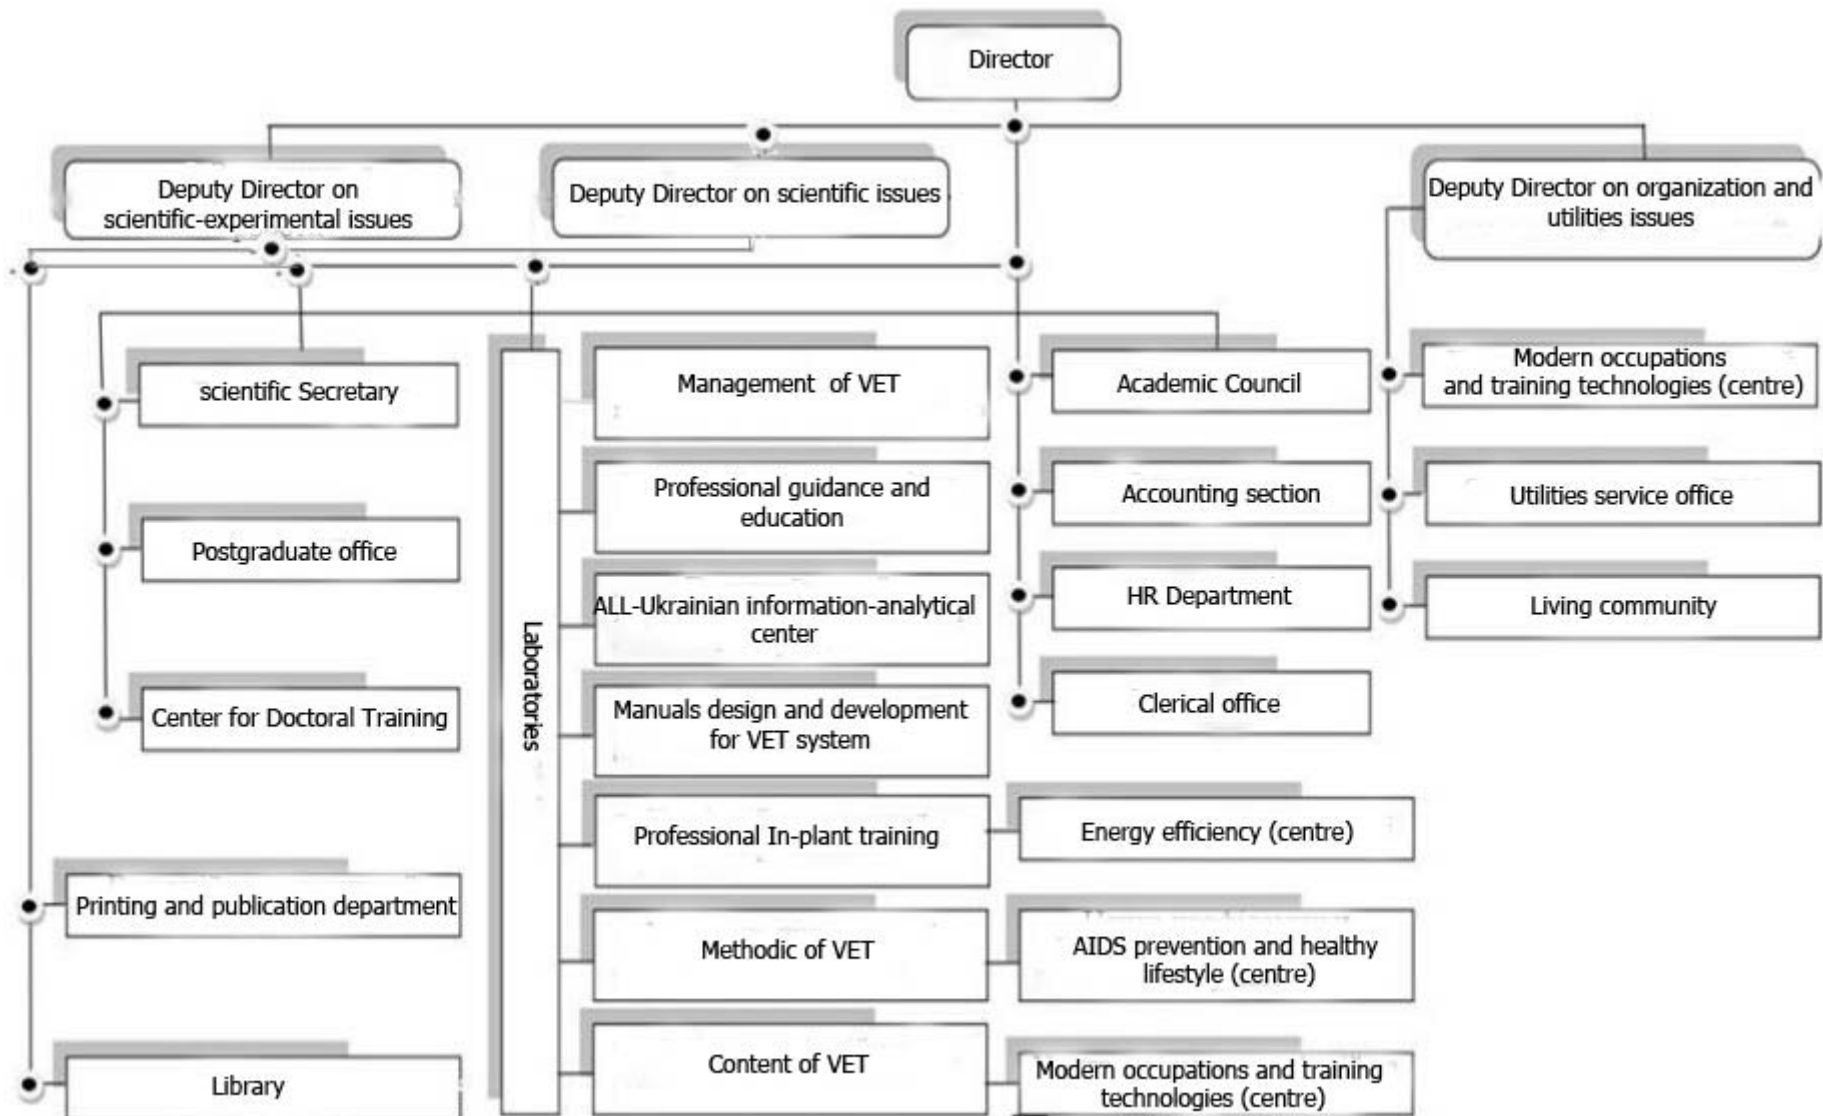 Director
Deputy Director on
scientific-experimental issues
Deputy Director on scientific issues
Deputy Director on organization and
utilities issues
scientific Secretary
Postgraduate office
Center for Doctoral Training
Printing and publication department
Library
Laboratories
Management of VET
Professional guidance and
education
ALL-Ukrainian information-analytical
center
Manuals design and development
for VET system
Professional In-plant training
Methodic of VET
Content of VET
Academic Council
Accounting section
HR Department
Clerical office
Energy efficiency (centre)
AIDS prevention and healthy
lifestyle (centre)
Modern occupations and training
technologies (centre)
Modern occupations
and training technologies (centre)
Utilities service office
Living community